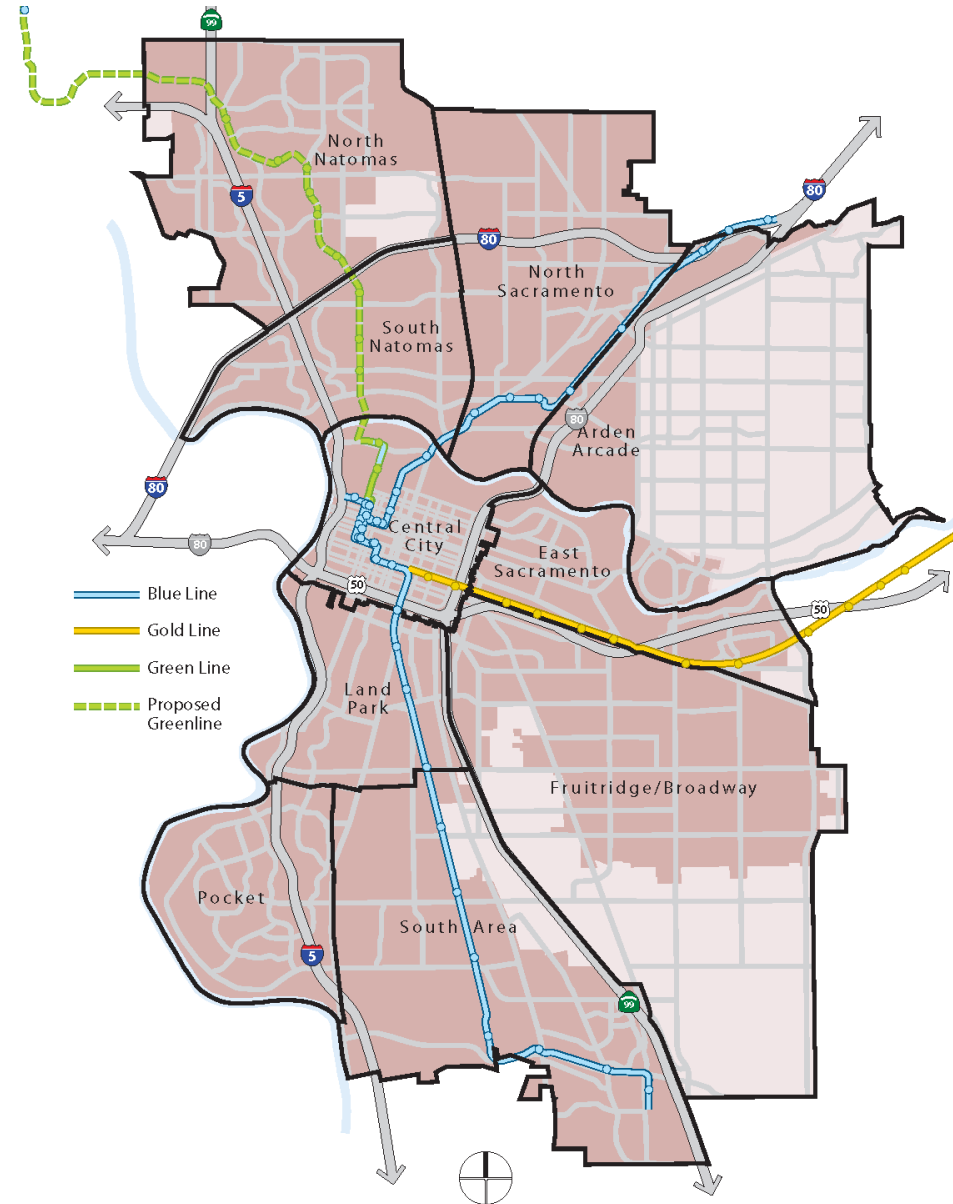 99
North
Natomas
5
80
80
North
Sacramento
South
Natomas
80
Arden
Arcade
80
80
Central
City
East
Sacramento
50
50
Blue Line
Gold Line
Green Line
Proposed
Greenline
Land
Park
Fruitridge/Broadway
Pocket
South Area
5
99